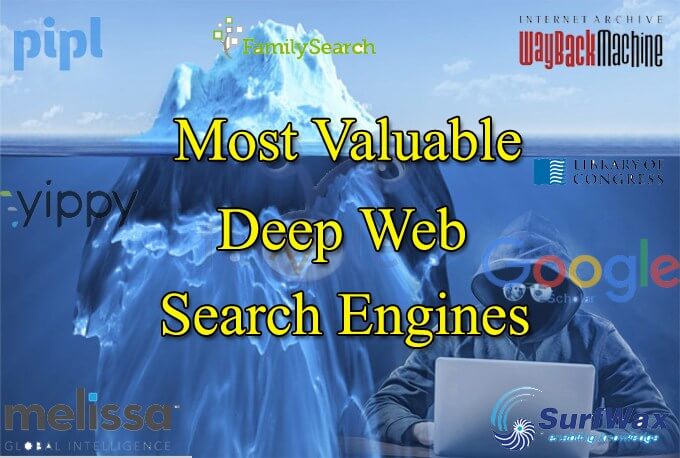 pipl
FamilySearch
INTERNET ARCHIVE
WayBackMachine
Most Valuable
LIBRARY OF
CONGRESS
yippy
Deep Web
Google
Scholar
Search Engines
melissa
GLOBAL INTELLIGENCE
SurfWax